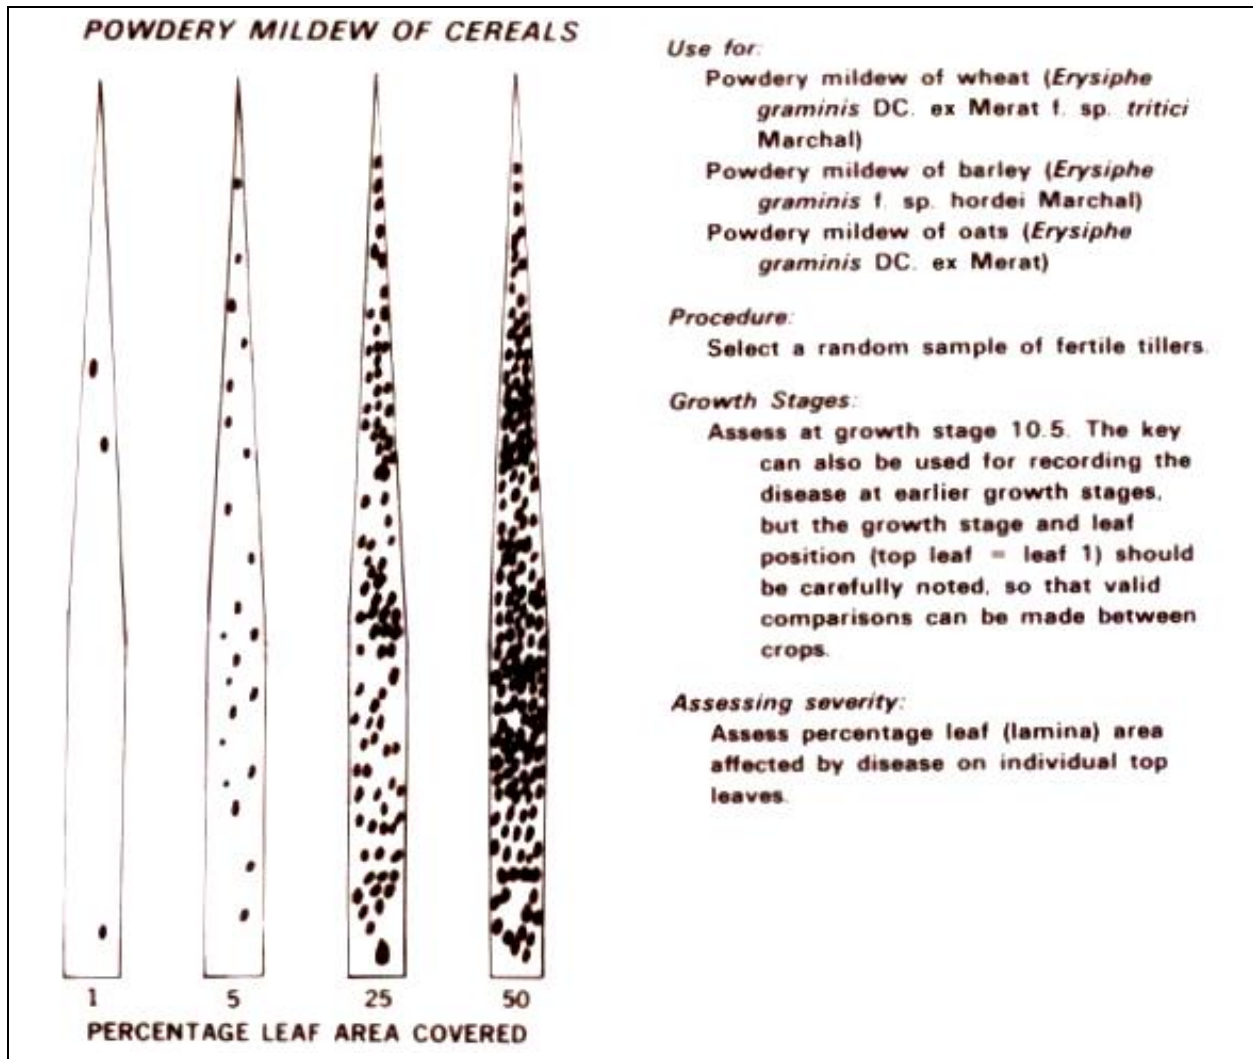 POWDERY MILDEW OF CEREALS
1 5 25 50
PERCENTAGE LEAF AREA COVERED
Use for:
Powdery mildew of wheat (Erysiphe
graminis DC. ex Merat f. sp. tritici
Marchal)
Powdery mildew of barley (Erysiphe
graminis f. sp. hordei Marchal)
Powdery mildew of oats (Erysiphe
graminis DC. ex Merat)
Procedure:
Select a random sample of fertile tillers.
Growth Stages:
Assess at growth stage 10.5. The key
can also be used for recording the
disease at earlier growth stages,
but the growth stage and leaf
position (top leaf = leaf 1) should
be carefully noted, so that valid
comparisons can be made between
crops.
Assessing severity:
Assess percentage leaf (lamina) area
affected by disease on individual top
leaves.